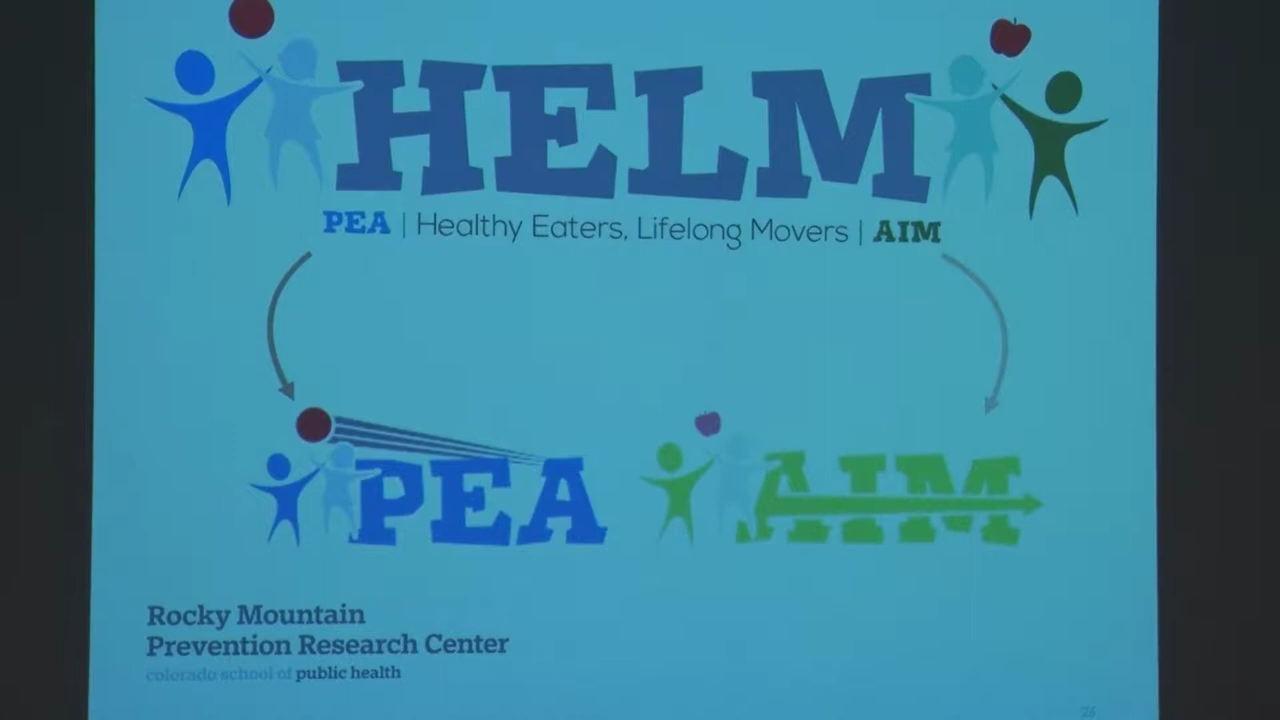 HELM
PEA | Healthy Eaters, Lifelong Movers | AIM
PEA
AIM
Rocky Mountain
Prevention Research Center
colorado school of public health
26